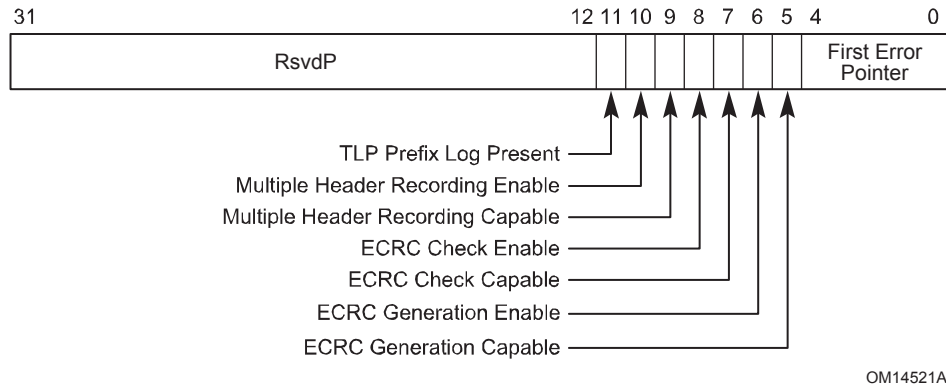 31 12 11 10 9 8 7 6 5 4 0
RsvdP
First Error
Pointer
TLP Prefix Log Present
Multiple Header Recording Enable
Multiple Header Recording Capable
ECRC Check Enable
ECRC Check Capable
ECRC Generation Enable
ECRC Generation Capable
OM14521A